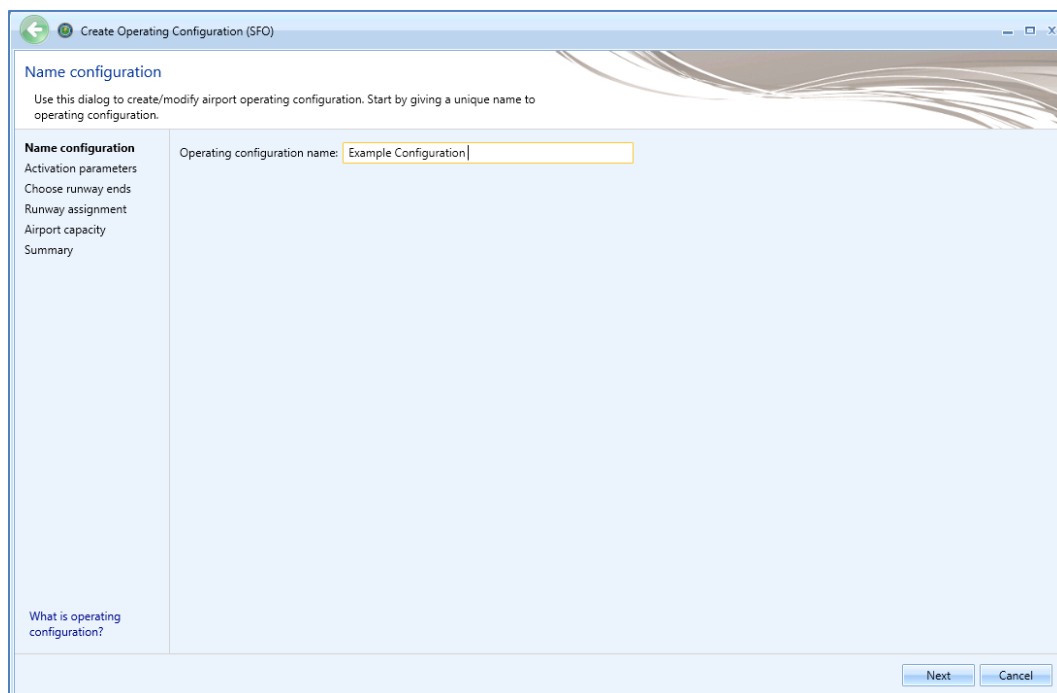 Create Operating Configuration (SFO)
Name configuration
Use this dialog to create/modify airport operating configuration. Start by giving a unique name to
operating configuration.
Name configuration
Activation parameters
Choose runway ends
Runway assignment
Airport capacity
Summary
Operating configuration name: Example Configuration
What is operating
configuration?
Next Cancel